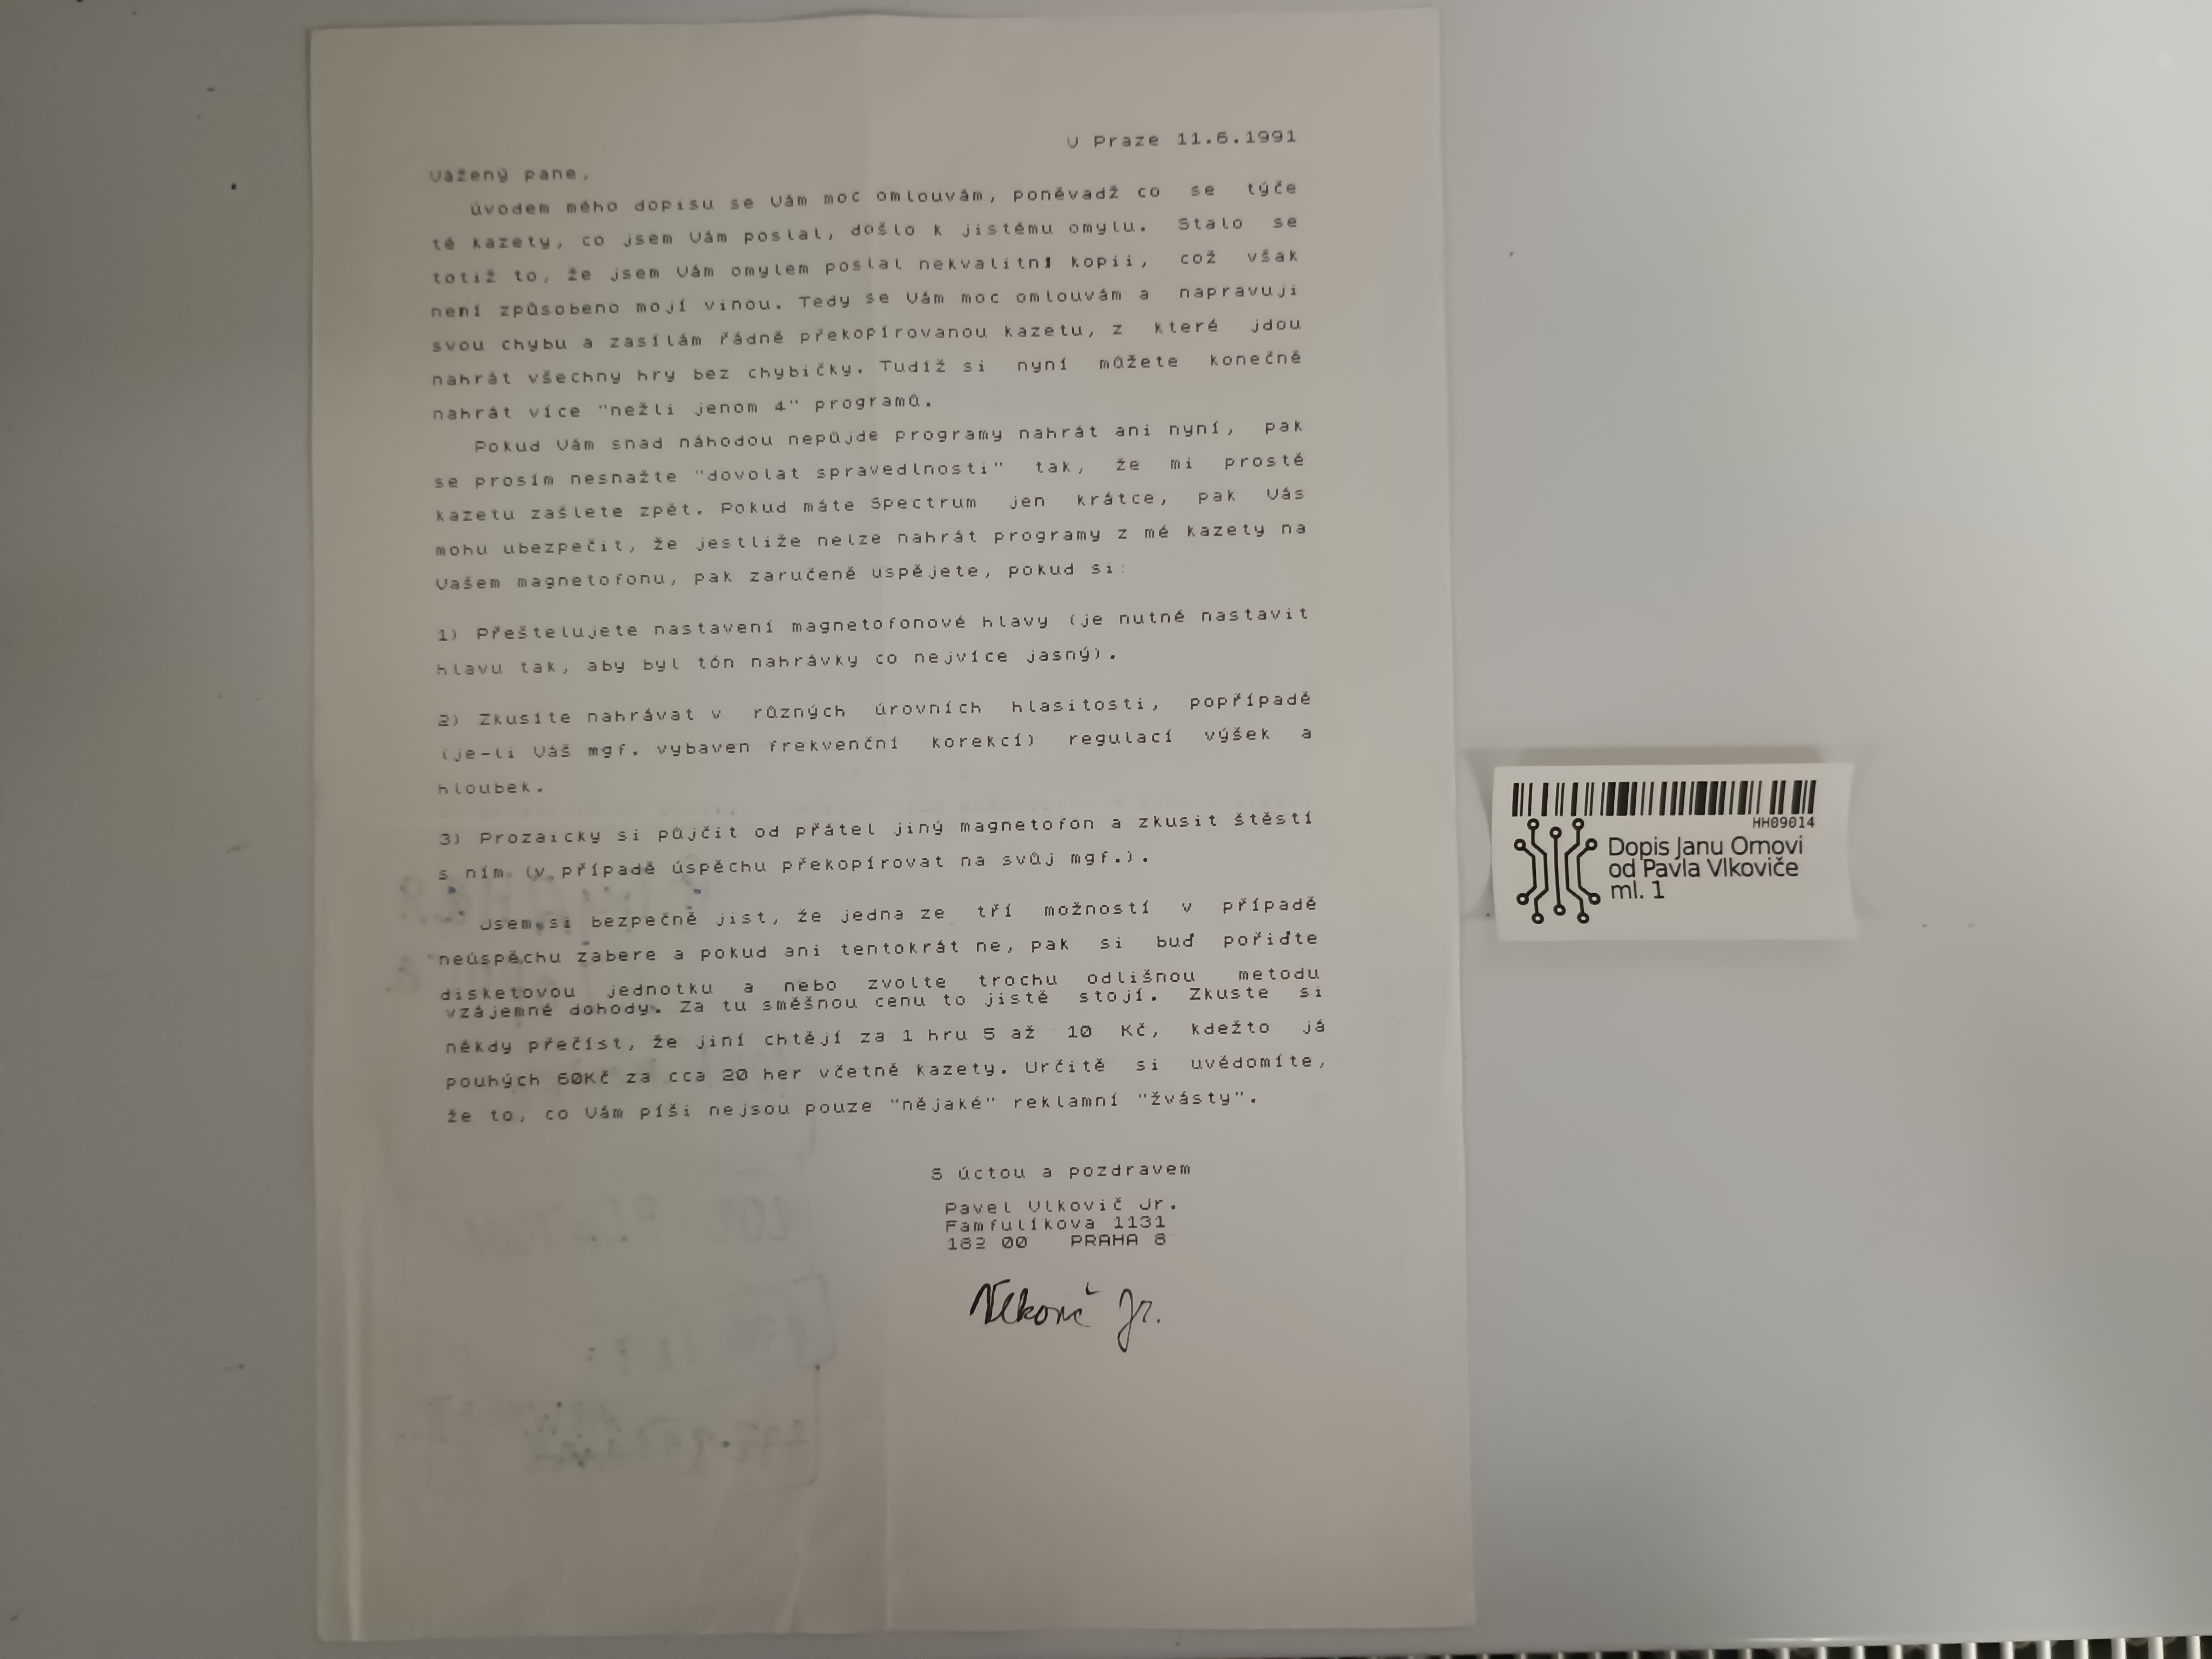 V Praze 11.6.1991
Vážený pane,
úvodem mého dopisu se Vám moc omlouvám, poněvadž co se týče
té kazety, co jsem Vám poslal, došlo k jistému omylu. Stalo se
totiž to, že jsem Vám omylem poslal nekvalitní kopii, což však
není způsobeno mojí vinou. Tedy se Vám moc omlouvám a napravuji
svou chybu a zasílám řádně překopírovanou kazetu, z které jdou
nahrát všechny hry bez chybičky. Tudíž si nyní můžete konečně
nahrát více "nežli jenom 4" programů.
Pokud Vám snad náhodou nepůjde programy nahrát ani nyní, pak
se prosím nesnažte "dovolat spravedlnosti" tak, že mi prostě
kazetu zašlete zpět. Pokud máte Spectrum jen krátce, pak Vás
mohu ubezpečit, že jestliže nelze nahrát programy z mé kazety na
Vašem magnetofonu, pak zaručeně uspějete, pokud si:
1) Přeštelujete nastavení magnetofonové hlavy (je nutné nastavit
hlavu tak, aby byl tón nahrávky co nejvíce jasný).
2) Zkusíte nahrávat v různých úrovních hlasitosti, popřípadě
(je-li Váš mgf. vybaven frekvenční korekcí) regulací výšek a
hloubek.
3) Prozaicky si půjčit od přátel jiný magnetofon a zkusit štěstí
s ním (v případě úspěchu překopírovat na svůj mgf.).
Jsem si bezpečně jist, že jedna ze tří možností v případě
neúspěchu zabere a pokud ani tentokrát ne, pak si buď pořiďte
disketovou jednotku a nebo zvolte trochu odlišnou metodu
vzájemné dohody. Za tu směšnou cenu to jistě stojí. Zkuste si
někdy přečíst, že jiní chtějí za 1 hru 5 až 10 Kč, kdežto já
pouhých 60Kč za cca 20 her včetně kazety. Určitě si uvědomíte,
že to, co Vám píši nejsou pouze "nějaké" reklamní "žvásty".
S úctou a pozdravem
Pavel Vlkovič Jr.
Famfulíkova 1131
182 00 PRAHA 8
Vlkovič Jr.
HH09014
Dopis Janu Ornovi
od Pavla Vlkoviče
ml. 1